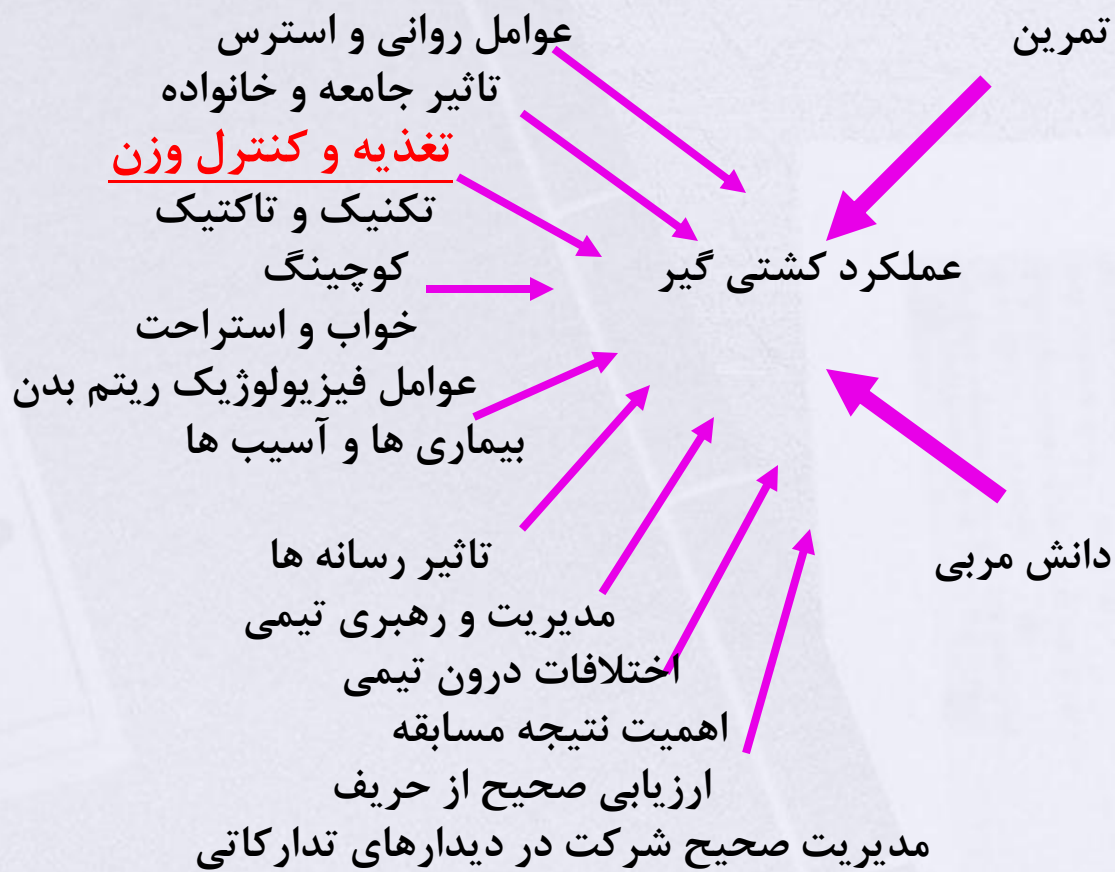 تمرین
عوامل روانی و استرس
تاثیر جامعه و خانواده
تغذیه و کنترل وزن
تکنیک و تاکتیک
عملکرد کشتی گیر
کوچینگ
خواب و استراحت
عوامل فیزیولوژیک ریتم بدن
بیماری ها و آسیب ها
دانش مربی
تاثیر رسانه ها
مدیریت و رهبری تیمی
اختلافات درون تیمی
اهمیت نتیجه مسابقه
ارزیابی صحیح از حریف
مدیریت صحیح شرکت در دیدارهای تدارکاتی